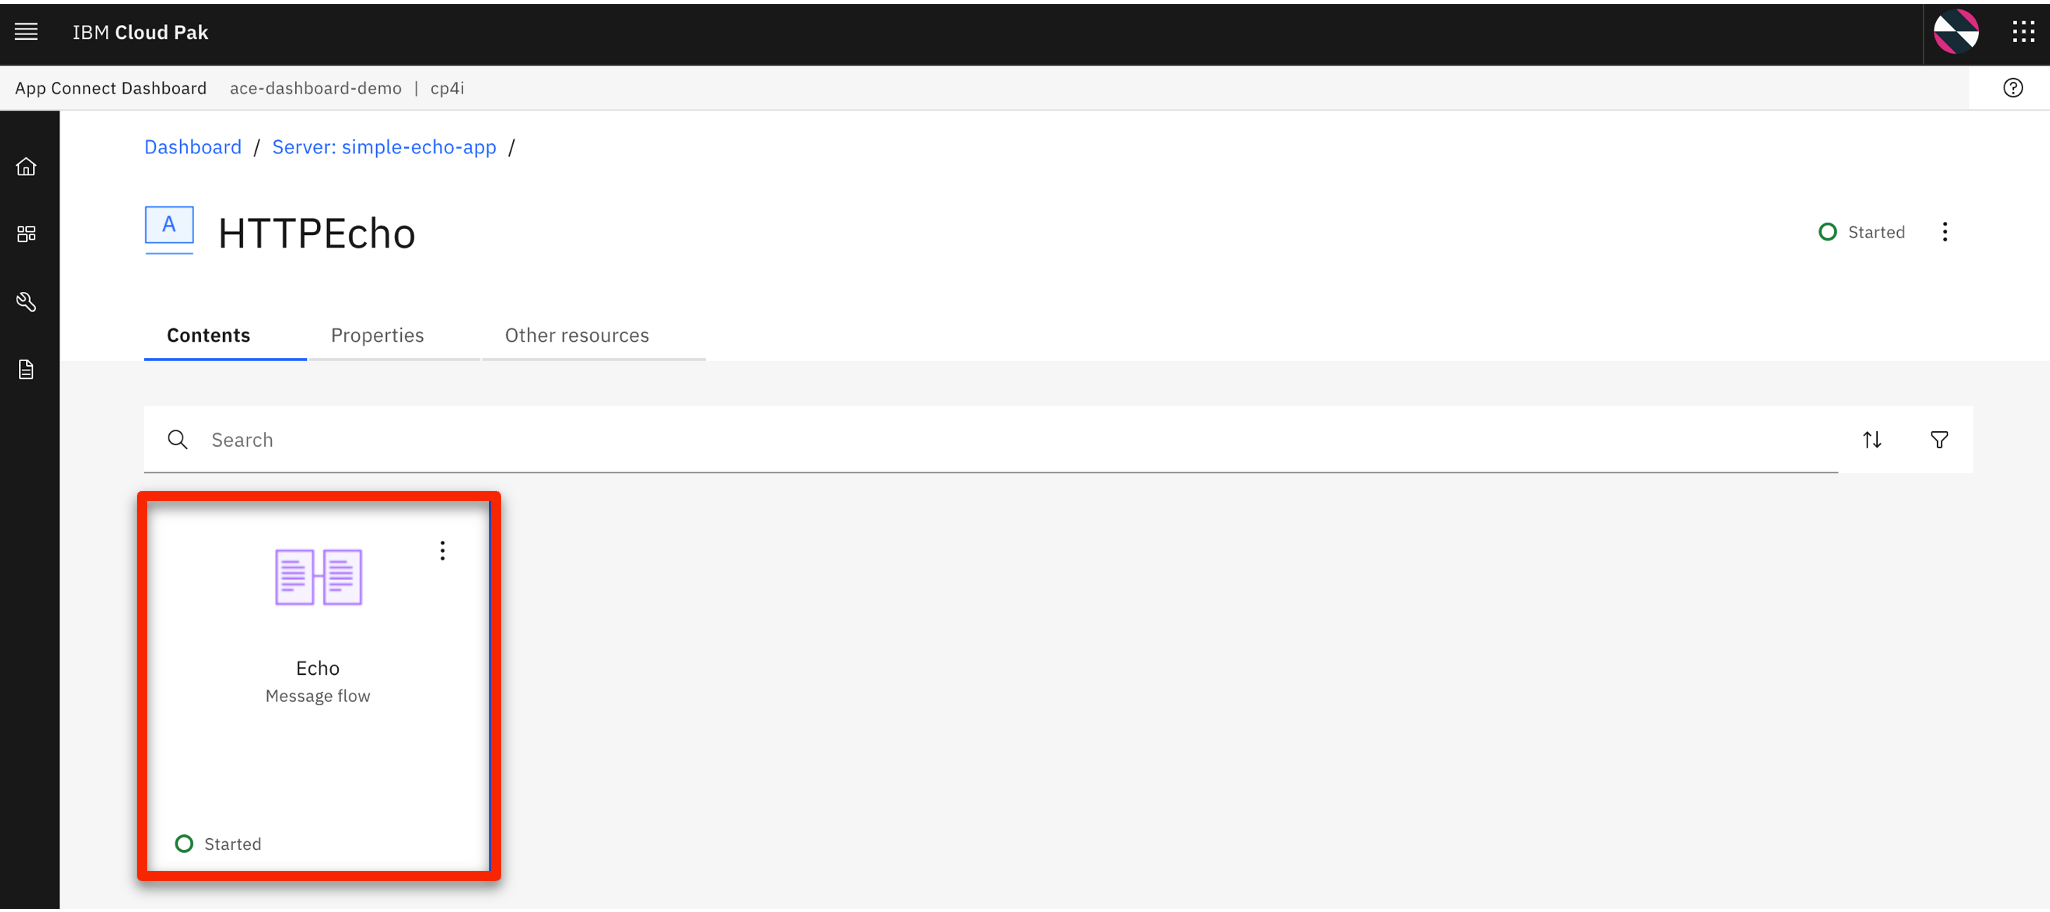 IBM Cloud Pak
App Connect Dashboard ace-dashboard-demo | cp4i
Dashboard / Server: simple-echo-app /
A
HTTPEcho
Started
Contents Properties Other resources
Search
Echo
Message flow
Started